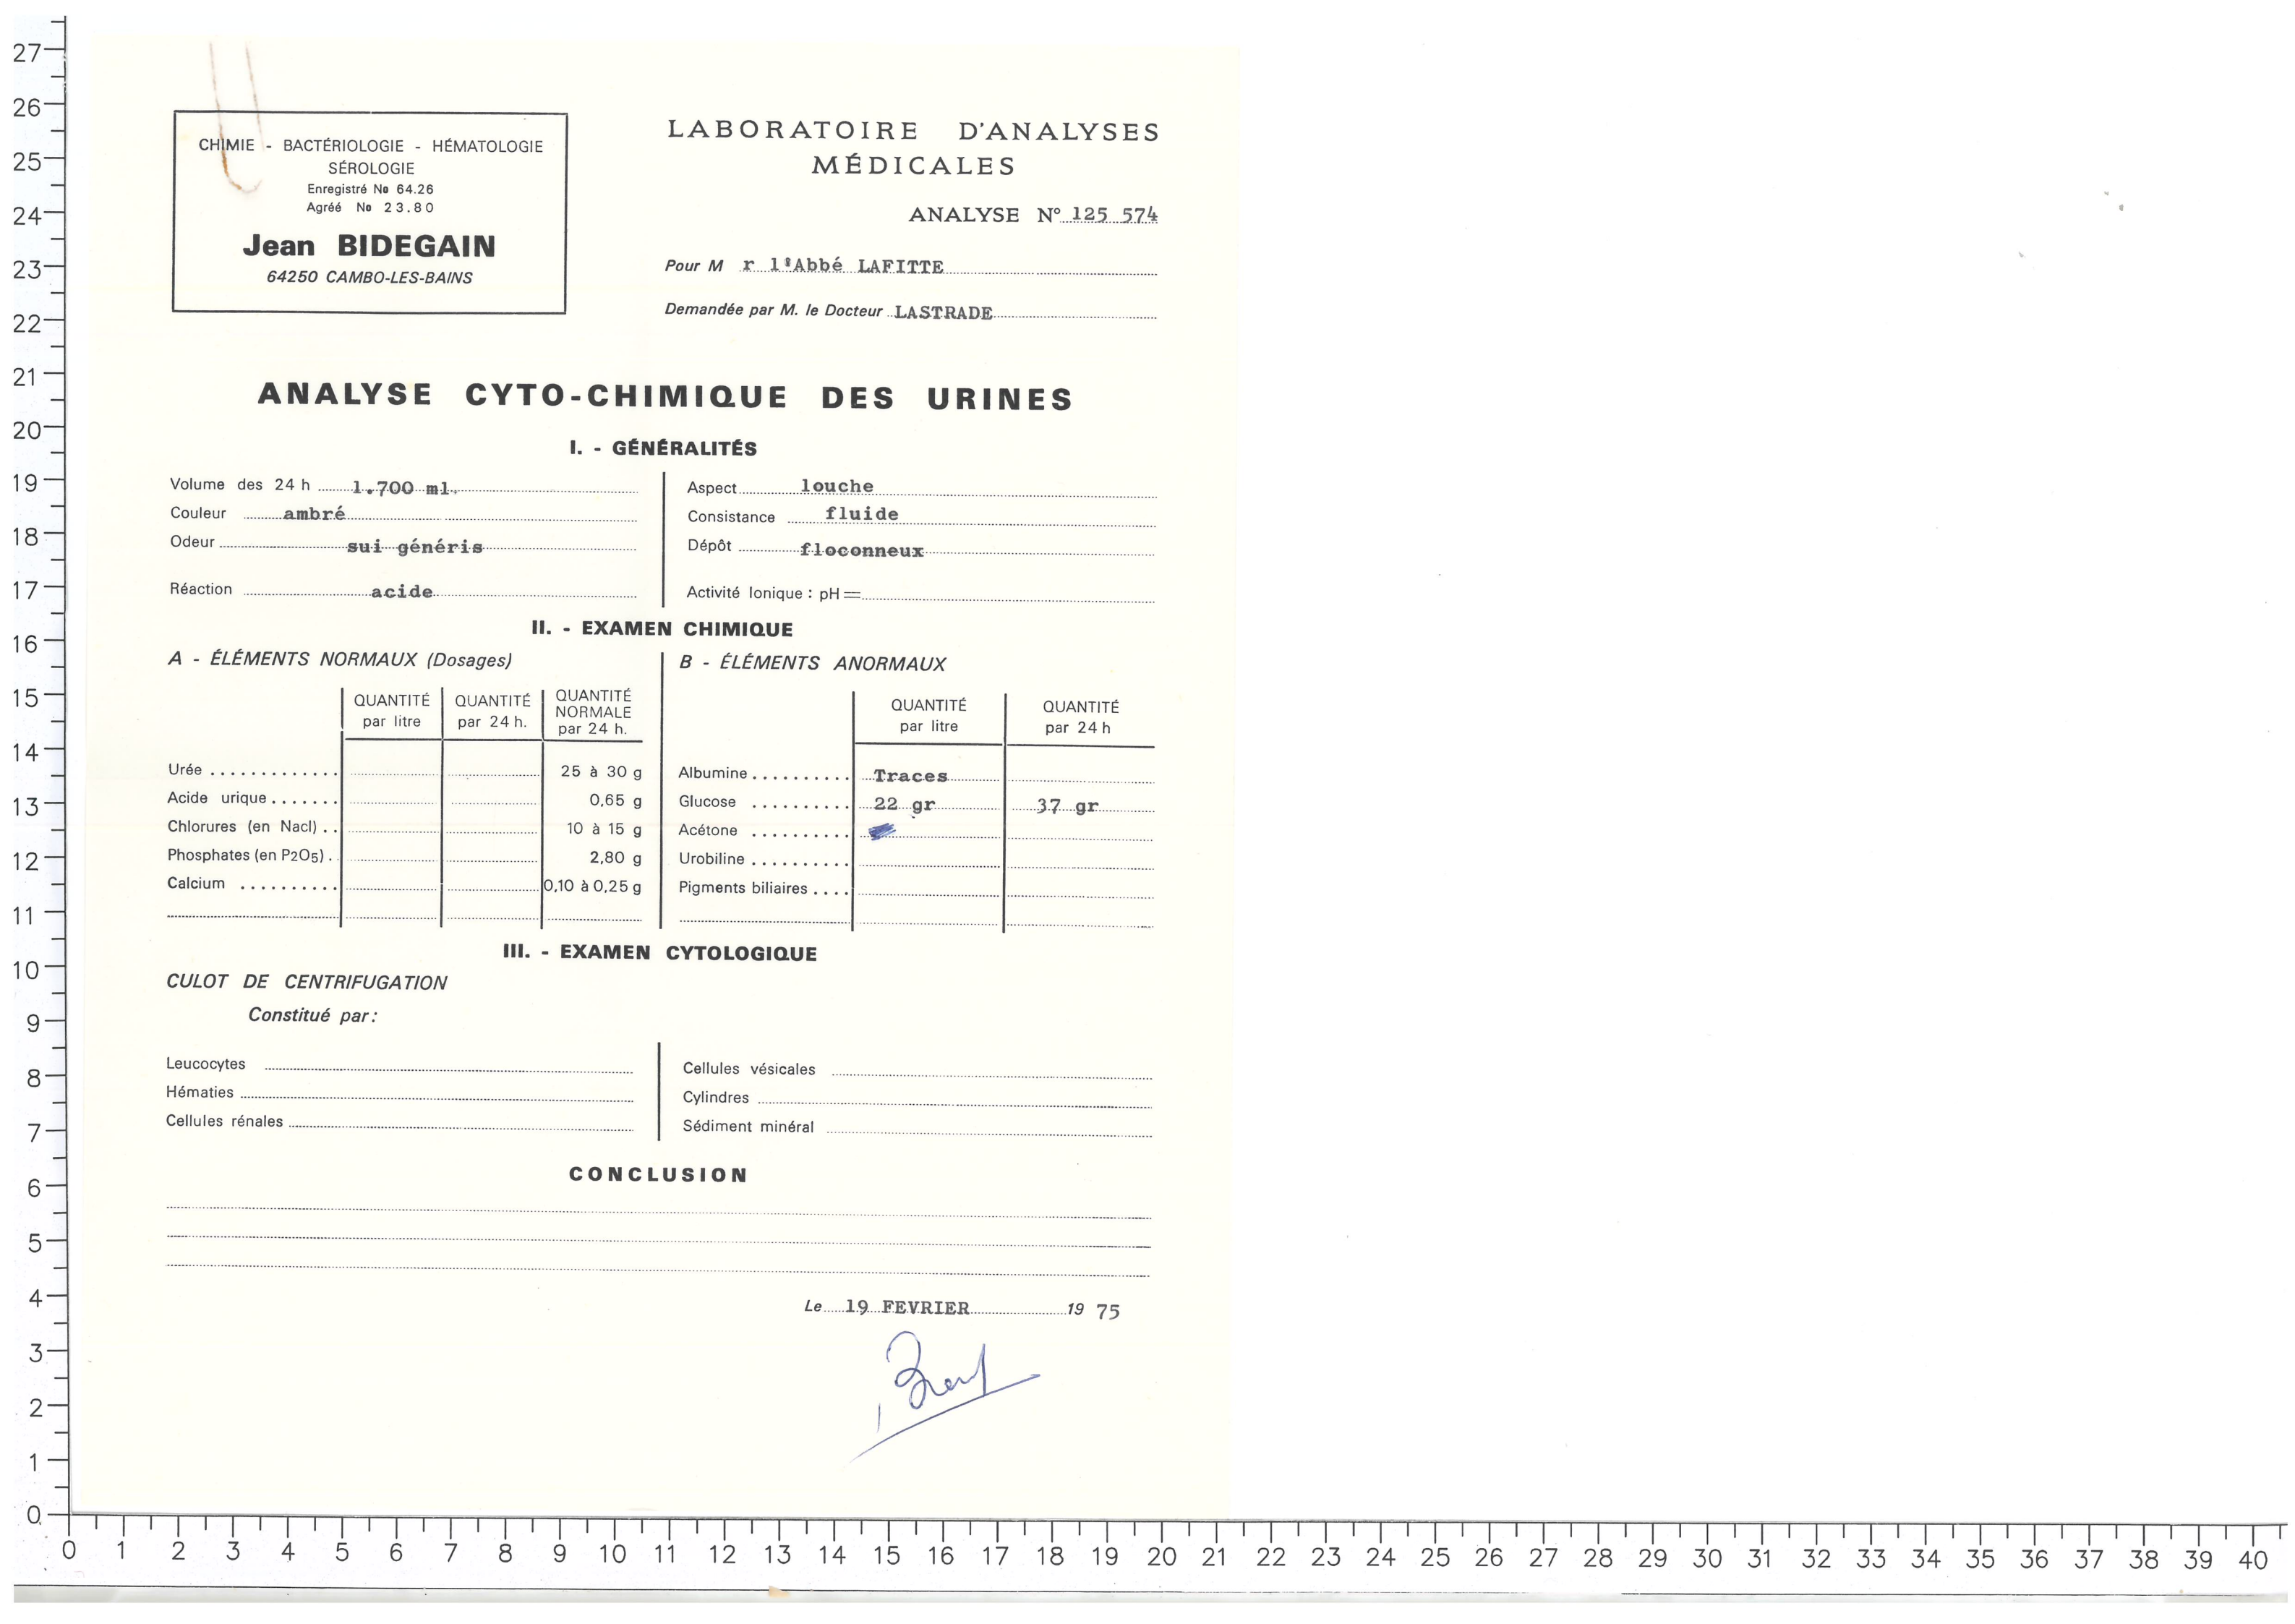 CHIMIE - BACTÉRIOLOGIE - HÉMATOLOGIE
SÉROLOGIE
Enregistré No 64.26
Agréé No 23.80
Jean BIDEGAIN
64250 CAMBO-LES-BAINS
LABORATOIRE D'ANALYSES
MÉDICALES
ANALYSE N° 125 574
Pour M r l'Abbé LAFITTE
Demandée par M. le Docteur LASTRADE
ANALYSE CYTO-CHIMIQUE DES URINES
I. - GÉNÉRALITÉS
Volume des 24 h 1.700 ml.
Couleur ambré
Odeur sui généris
Réaction acide
Aspect louche
Consistance fluide
Dépôt floconneux
Activité Ionique : pH =
II. - EXAMEN CHIMIQUE
A - ÉLÉMENTS NORMAUX (Dosages)
QUANTITÉ par litre QUANTITÉ par 24 h. QUANTITÉ NORMALE par 24 h.
Urée 25 à 30 g
Acide urique 0,65 g
Chlorures (en Nacl) 10 à 15 g
Phosphates (en P2O5) 2,80 g
Calcium 0,10 à 0,25 g
B - ÉLÉMENTS ANORMAUX
QUANTITÉ par litre QUANTITÉ par 24 h
Albumine Traces
Glucose 22 gr 37 gr
Acétone
Urobiline
Pigments biliaires
III. - EXAMEN CYTOLOGIQUE
CULOT DE CENTRIFUGATION
Constitué par :
Leucocytes
Hématies
Cellules rénales
Cellules vésicales
Cylindres
Sédiment minéral
CONCLUSION
Le 19 FEVRIER 19 75
27
26
25
24
23
22
21
20
19
18
17
16
15
14
13
12
11
10
9
8
7
6
5
4
3
2
1
0
0 1 2 3 4 5 6 7 8 9 10 11 12 13 14 15 16 17 18 19 20 21 22 23 24 25 26 27 28 29 30 31 32 33 34 35 36 37 38 39 40